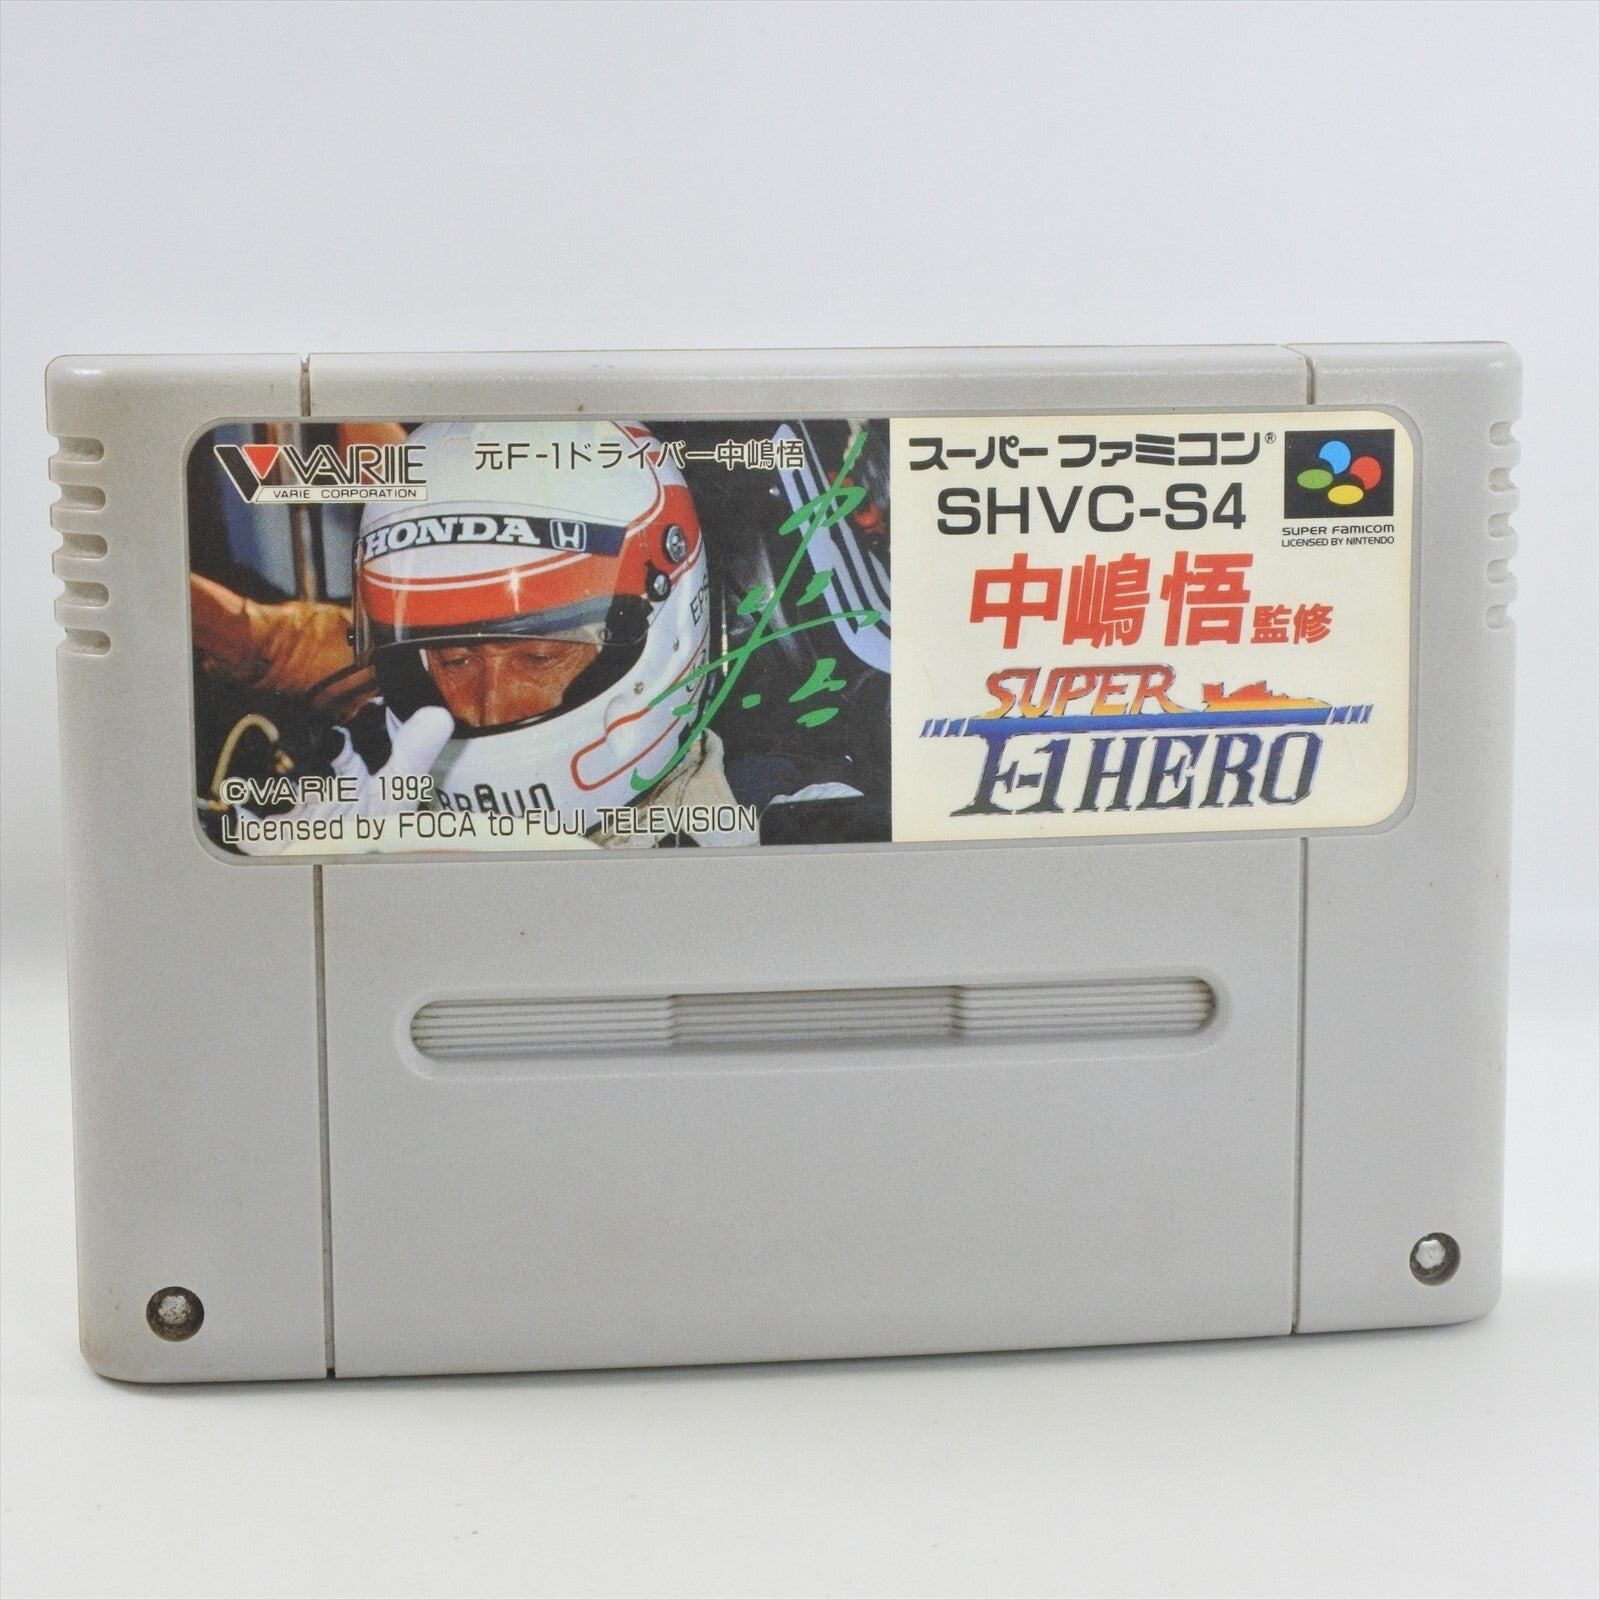 VARIE
VARIE CORPORATION
元F-1ドライバー中嶋悟
HONDA
BRAUN
©VARIE 1992
Licensed by FOCA to FUJI TELEVISION
スーパーファミコン®
SHVC-S4
SUPER FAMICOM
LICENSED BY NINTENDO
中嶋悟監修
SUPER
F-1 HERO